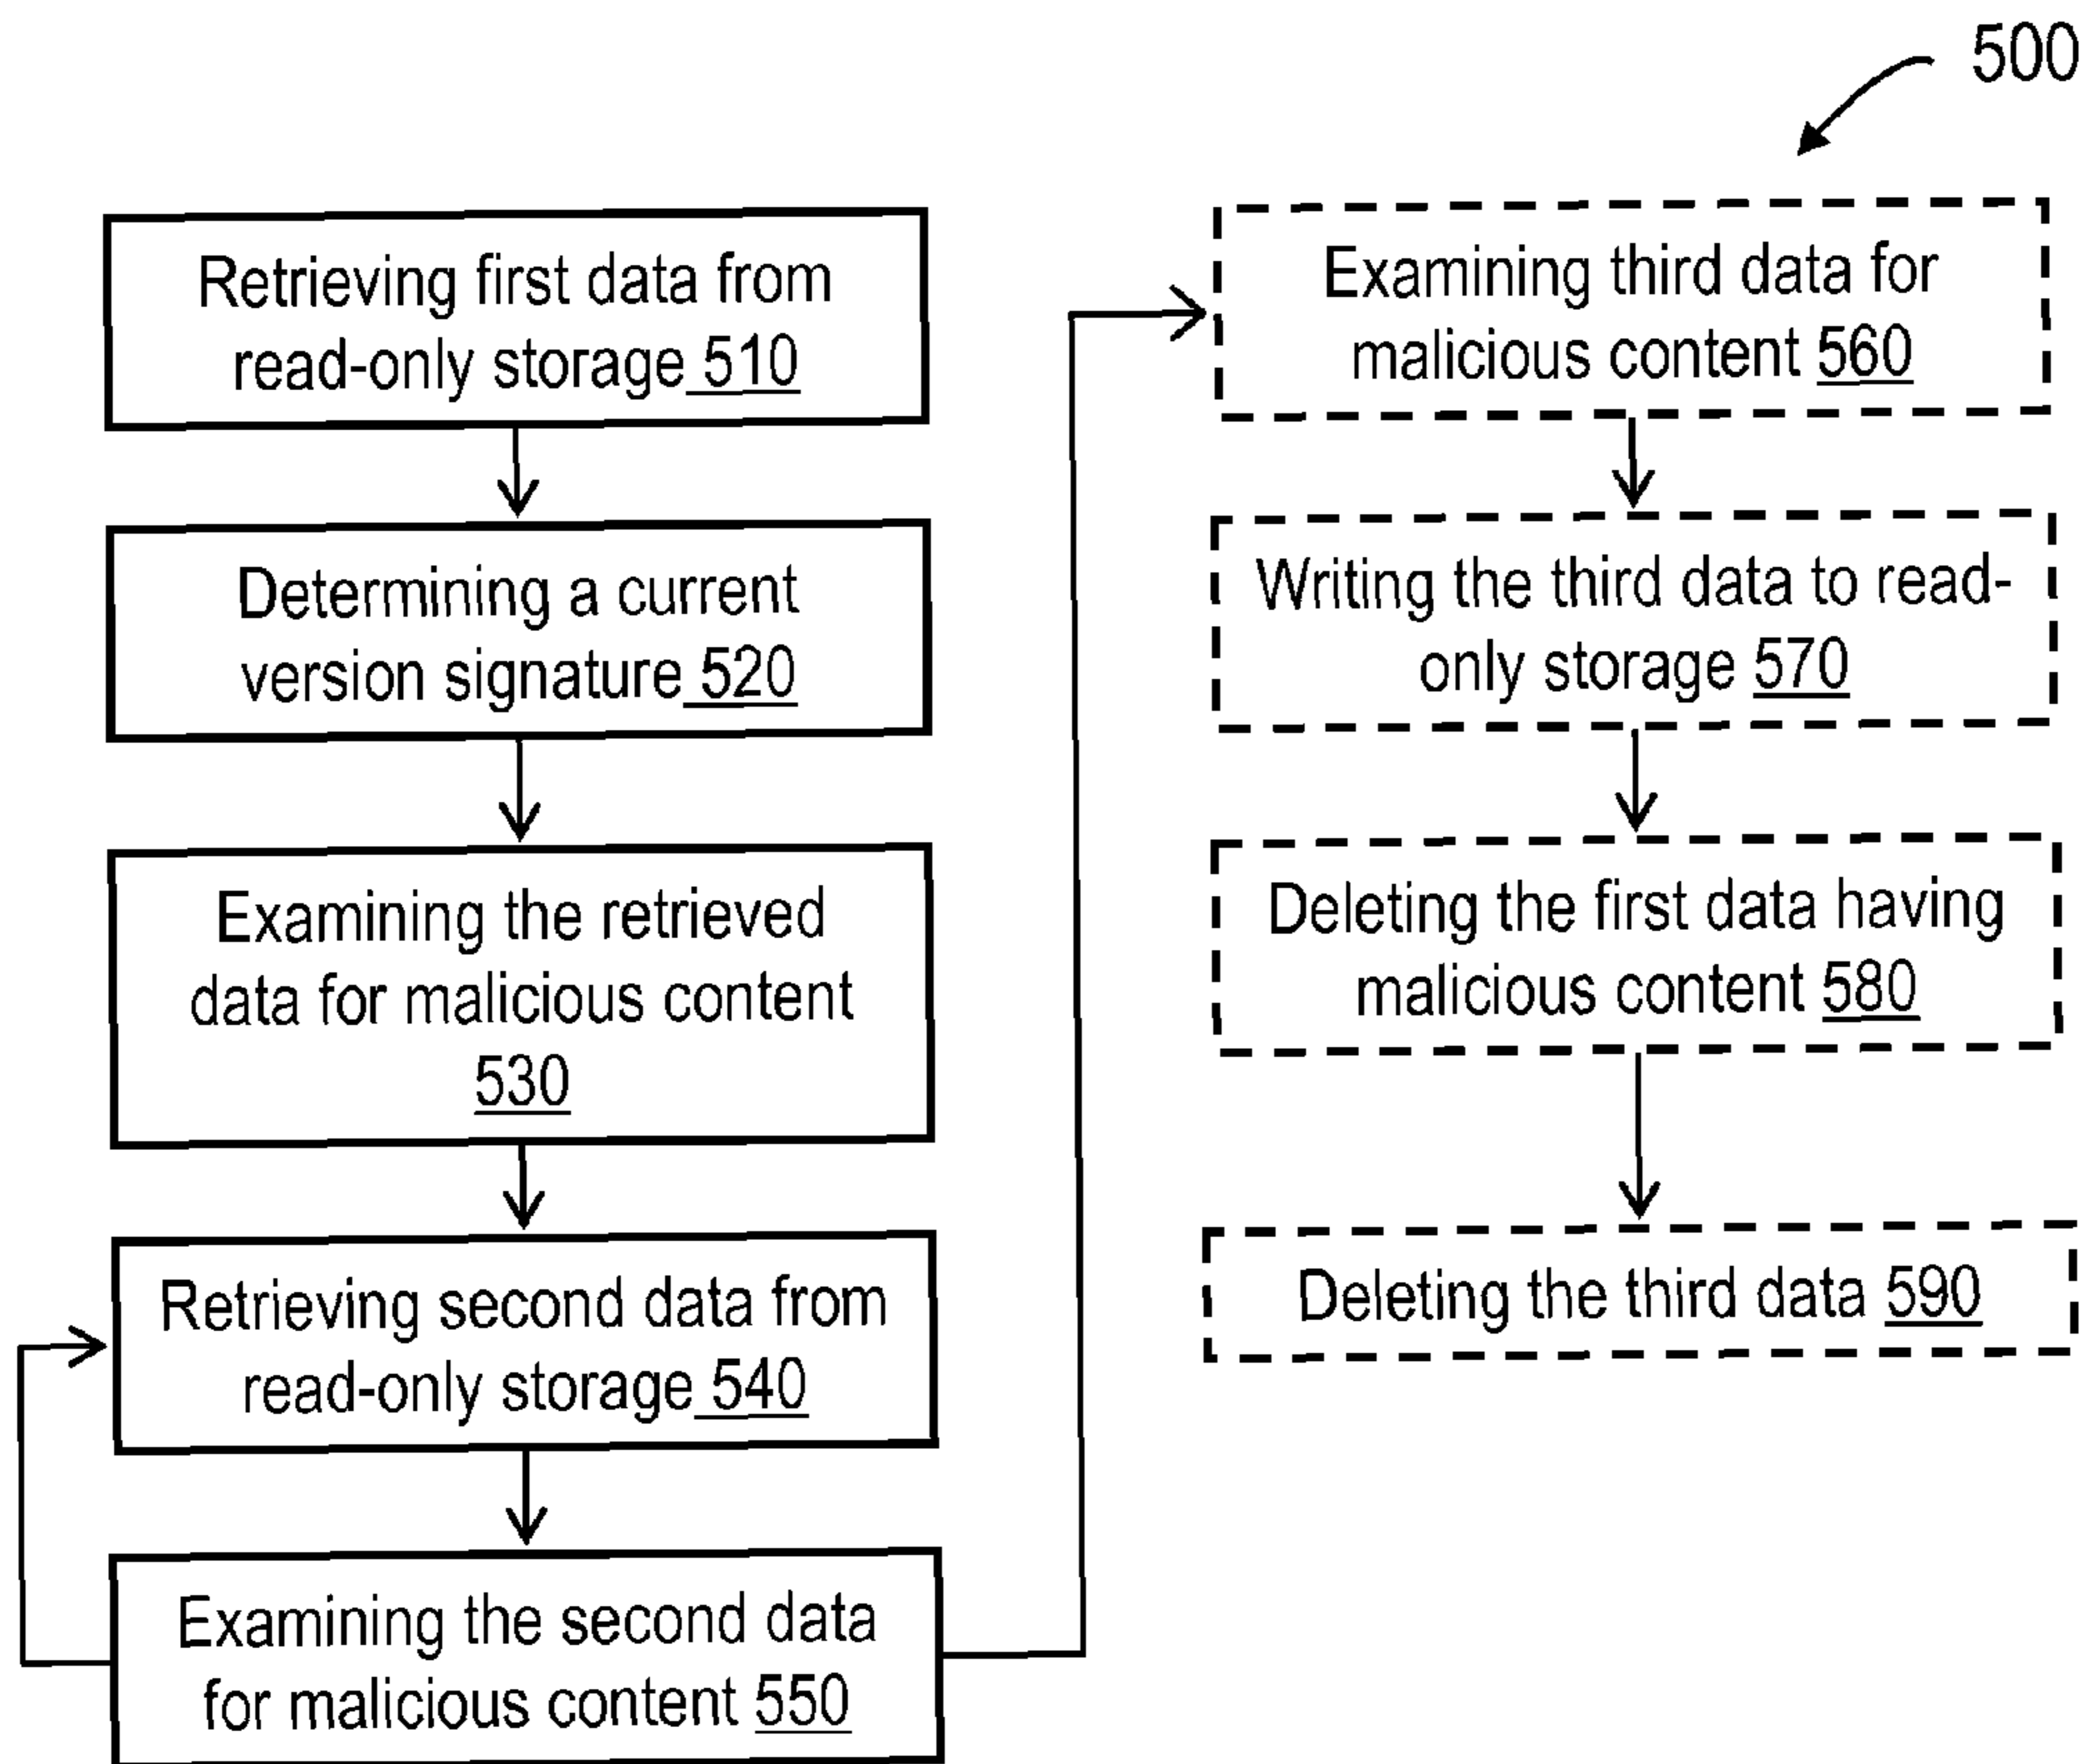 500
Retrieving first data from
read-only storage 510
Determining a current
version signature 520
Examining the retrieved
data for malicious content
530
Retrieving second data from
read-only storage 540
Examining the second data
for malicious content 550
Examining third data for
malicious content 560
Writing the third data to read-
only storage 570
Deleting the first data having
malicious content 580
Deleting the third data 590